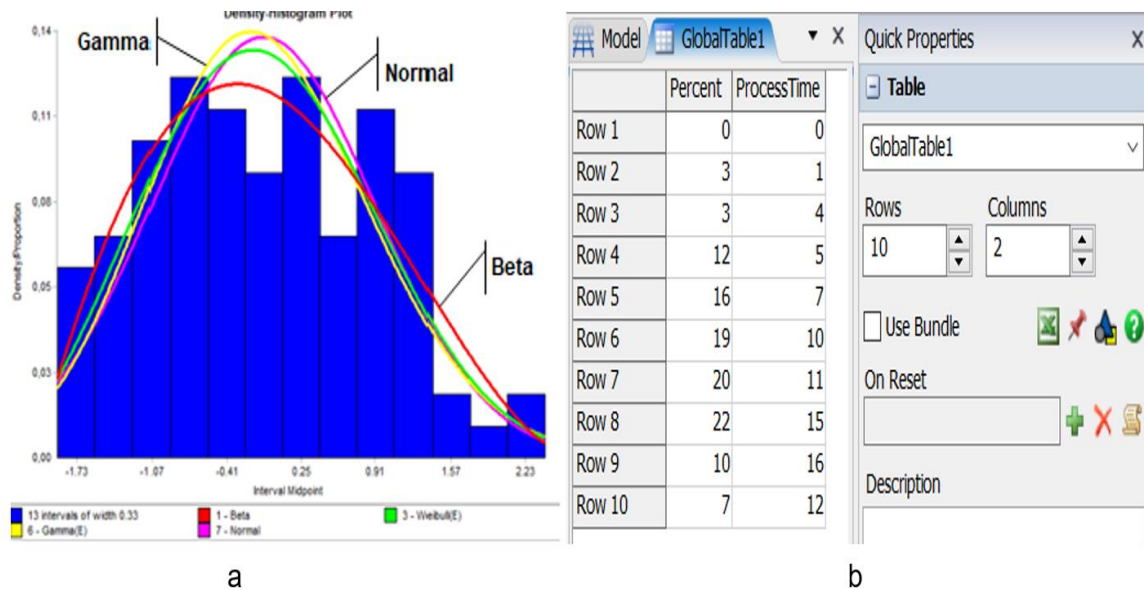 Density-Histogram Plot
0,14
0,11
0,08
0,05
0,03
0,00
Density/Proportion
Gamma
Normal
Beta
-1.73 -1.07 -0.41 0.25 0.91 1.57 2.23
Interval Midpoint
13 intervals of width 0.33 1 - Beta 3 - Weibull(E)
6 - Gamma(E) 7 - Normal
a
Model GlobalTable1 X
Percent ProcessTime
Row 1 0 0
Row 2 3 1
Row 3 3 4
Row 4 12 5
Row 5 16 7
Row 6 19 10
Row 7 20 11
Row 8 22 15
Row 9 10 16
Row 10 7 12
Quick Properties
Table
GlobalTable1
Rows Columns
10 2
Use Bundle
On Reset
Description
b